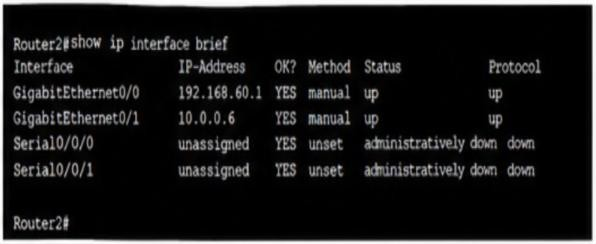 Router2#show ip interface brief
Interface IP-Address OK? Method Status Protocol
GigabitEthernet0/0 192.168.60.1 YES manual up up
GigabitEthernet0/1 10.0.0.6 YES manual up up
Serial0/0/0 unassigned YES unset administratively down down
Serial0/0/1 unassigned YES unset administratively down down
Router2#